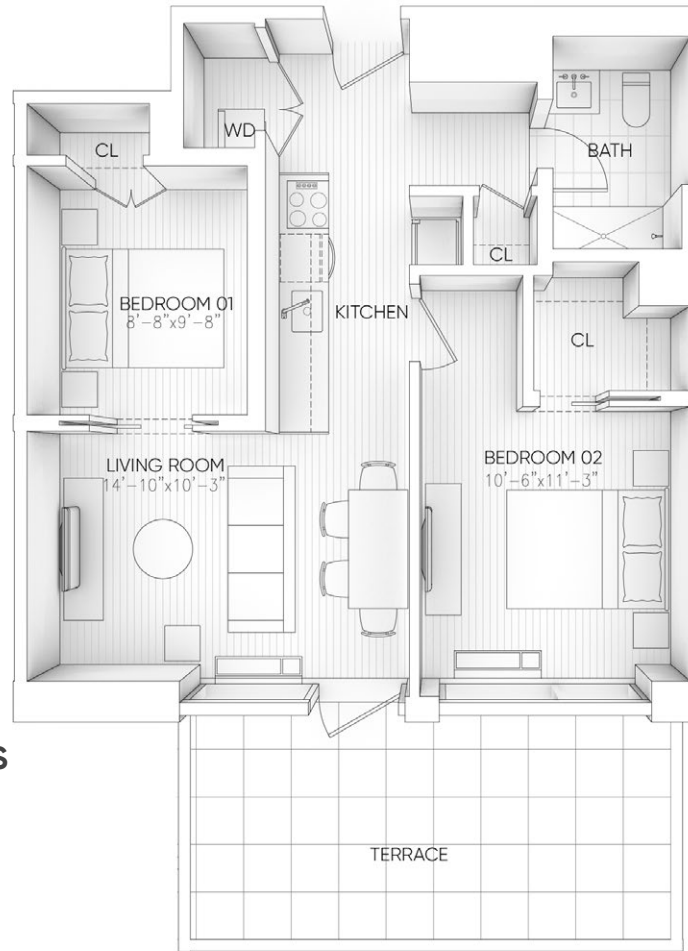 WD
CL
BATH
CL
BEDROOM 01
8'-8"x9'-8"
KITCHEN
CL
LIVING ROOM
14'-10"x10'-3"
BEDROOM 02
10'-6"x11'-3"
S
TERRACE